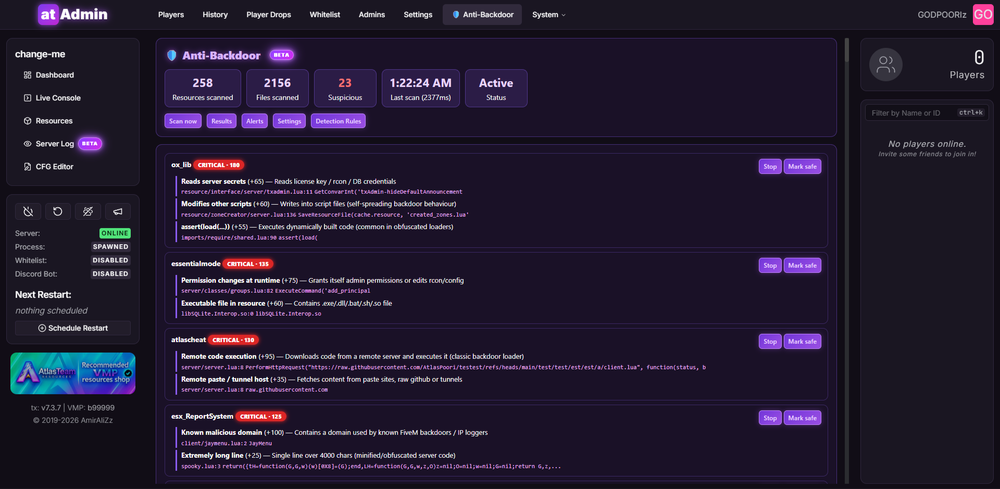 at Admin
Players
History
Player Drops
Whitelist
Admins
Settings
Anti-Backdoor
System
GODPOORIz
GO
change-me
Dashboard
Live Console
Resources
Server Log BETA
CFG Editor
Server: ONLINE
Process: SPAWNED
Whitelist: DISABLED
Discord Bot: DISABLED
Next Restart:
nothing scheduled
Schedule Restart
AtlasTeam
Recommended
VMP
resources shop
tx: v7.3.7 | VMP: b99999
© 2019-2026 AmirAliZz
Anti-Backdoor BETA
258
Resources scanned
2156
Files scanned
23
Suspicious
1:22:24 AM
Last scan (2377ms)
Active
Status
Scan now
Results
Alerts
Settings
Detection Rules
ox_lib CRITICAL · 180
Stop
Mark safe
Reads server secrets (+65) — Reads license key / rcon / DB credentials
resource/interface/server/txadmin.lua:11 GetConvarInt('txAdmin-hideDefaultAnnouncement
Modifies other scripts (+60) — Writes into script files (self-spreading backdoor behaviour)
resource/zoneCreator/server.lua:136 SaveResourceFile(cache.resource, 'created_zones.lua'
assert(load(...)) (+55) — Executes dynamically built code (common in obfuscated loaders)
imports/require/shared.lua:90 assert(load(
essentialmode CRITICAL · 135
Stop
Mark safe
Permission changes at runtime (+75) — Grants itself admin permissions or edits rcon/config
server/classes/groups.lua:82 ExecuteCommand('add_principal
Executable file in resource (+60) — Contains .exe/.dll/.bat/.sh/.so file
libSQLite.Interop.so:0 libSQLite.Interop.so
atlascheat CRITICAL · 130
Stop
Mark safe
Remote code execution (+95) — Downloads code from a remote server and executes it (classic backdoor loader)
server/server.lua:8 PerformHttpRequest("https://raw.githubusercontent.com/AtlasPoori/testest/refs/heads/main/test/test/est/est/a/client.lua", function(status, b
Remote paste / tunnel host (+35) — Fetches content from paste sites, raw github or tunnels
server/server.lua:8 raw.githubusercontent.com
esx_ReportSystem CRITICAL · 125
Stop
Mark safe
Known malicious domain (+100) — Contains a domain used by known FiveM backdoors / IP loggers
client/jaymenu.lua:2 JayMenu
Extremely long line (+25) — Single line over 4000 chars (minified/obfuscated server code)
spooky.lua:3 return({tH=function(G,G,w)(w)[0X8]=(G);end,LH=function(G,G,w,z,O)z=nil;O=nil;w=nil;G=nil;return G,z,...
0
Players
Filter by Name or ID
ctrl+k
No players online.
Invite some friends to join in!